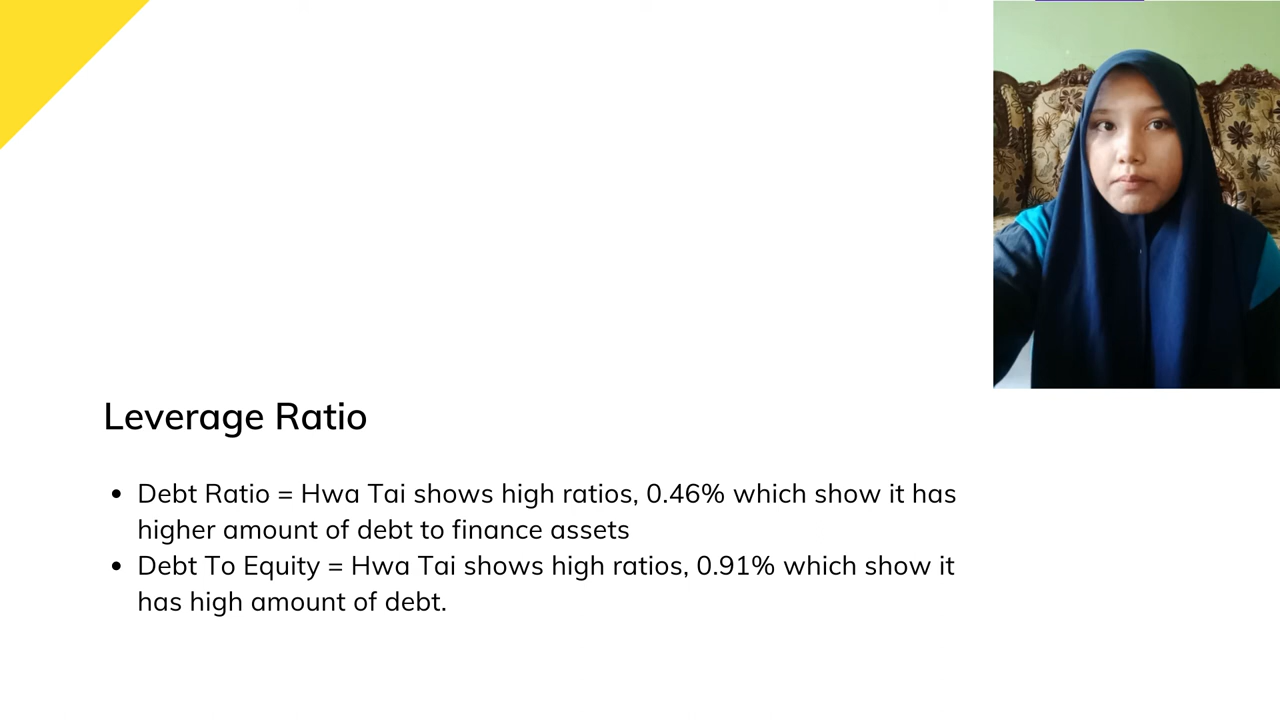 Leverage Ratio
• Debt Ratio = Hwa Tai shows high ratios, 0.46% which show it has
higher amount of debt to finance assets
• Debt To Equity = Hwa Tai shows high ratios, 0.91% which show it
has high amount of debt.